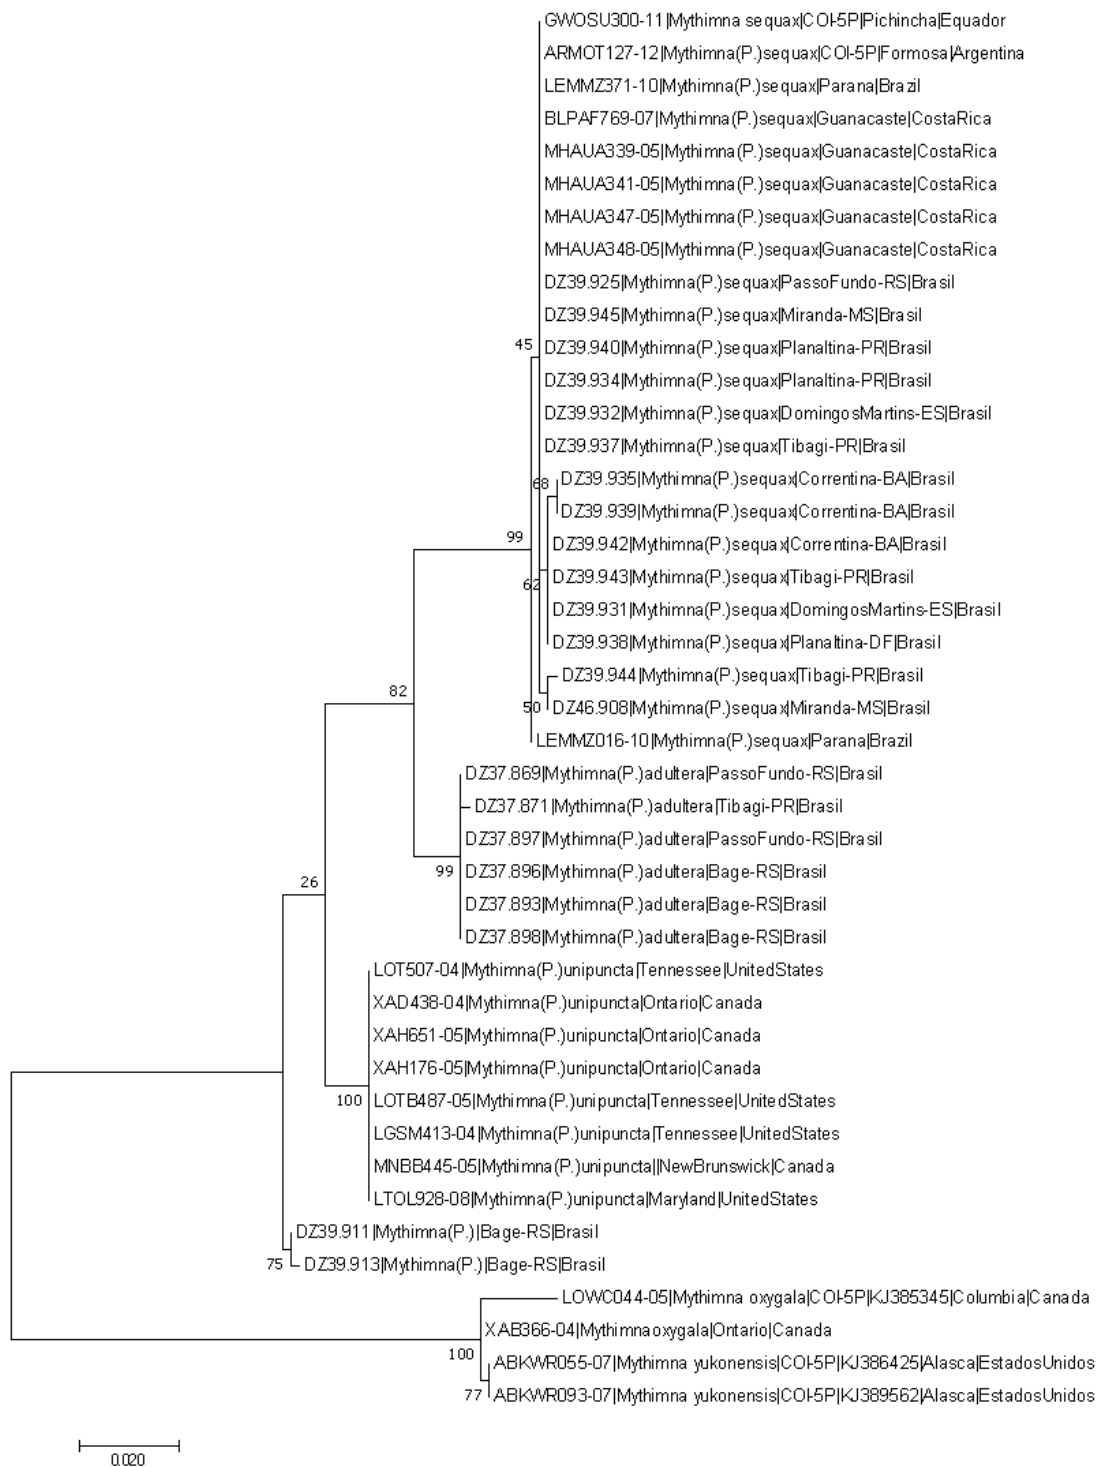 GWOSU300-11|Mythimna sequax|COI-5P|Pichincha|Equador
ARMOT127-12|Mythimna(P.)sequax|COI-5P|Formosa|Argentina
LEMMZ371-10|Mythimna(P.)sequax|Parana|Brazil
BLPAF769-07|Mythimna(P.)sequax|Guanacaste|CostaRica
MHAUA339-05|Mythimna(P.)sequax|Guanacaste|CostaRica
MHAUA341-05|Mythimna(P.)sequax|Guanacaste|CostaRica
MHAUA347-05|Mythimna(P.)sequax|Guanacaste|CostaRica
MHAUA348-05|Mythimna(P.)sequax|Guanacaste|CostaRica
DZ39.925|Mythimna(P.)sequax|PassoFundo-RS|Brasil
DZ39.945|Mythimna(P.)sequax|Miranda-MS|Brasil
45
DZ39.940|Mythimna(P.)sequax|Planaltina-PR|Brasil
DZ39.934|Mythimna(P.)sequax|Planaltina-PR|Brasil
DZ39.932|Mythimna(P.)sequax|DomingosMartins-ES|Brasil
DZ39.937|Mythimna(P.)sequax|Tibagi-PR|Brasil
68
DZ39.935|Mythimna(P.)sequax|Correntina-BA|Brasil
DZ39.939|Mythimna(P.)sequax|Correntina-BA|Brasil
99
DZ39.942|Mythimna(P.)sequax|Correntina-BA|Brasil
62
DZ39.943|Mythimna(P.)sequax|Tibagi-PR|Brasil
DZ39.931|Mythimna(P.)sequax|DomingosMartins-ES|Brasil
DZ39.938|Mythimna(P.)sequax|Planaltina-DF|Brasil
DZ39.944|Mythimna(P.)sequax|Tibagi-PR|Brasil
82
50
DZ46.908|Mythimna(P.)sequax|Miranda-MS|Brasil
LEMMZ016-10|Mythimna(P.)sequax|Parana|Brazil
DZ37.869|Mythimna(P.)adultera|PassoFundo-RS|Brasil
DZ37.871|Mythimna(P.)adultera|Tibagi-PR|Brasil
DZ37.897|Mythimna(P.)adultera|PassoFundo-RS|Brasil
99
DZ37.896|Mythimna(P.)adultera|Bage-RS|Brasil
26
DZ37.893|Mythimna(P.)adultera|Bage-RS|Brasil
DZ37.898|Mythimna(P.)adultera|Bage-RS|Brasil
LOT507-04|Mythimna(P.)unipuncta|Tennessee|UnitedStates
XAD438-04|Mythimna(P.)unipuncta|Ontario|Canada
XAH651-05|Mythimna(P.)unipuncta|Ontario|Canada
XAH176-05|Mythimna(P.)unipuncta|Ontario|Canada
100
LOTB487-05|Mythimna(P.)unipuncta|Tennessee|UnitedStates
LGSM413-04|Mythimna(P.)unipuncta|Tennessee|UnitedStates
MNBB445-05|Mythimna(P.)unipuncta||NewBrunswick|Canada
LTOL928-08|Mythimna(P.)unipuncta|Maryland|UnitedStates
DZ39.911|Mythimna(P.)|Bage-RS|Brasil
75
DZ39.913|Mythimna(P.)|Bage-RS|Brasil
LOWC044-05|Mythimna oxygala|COI-5P|KJ385345|Columbia|Canada
XAB366-04|Mythimnaoxygala|Ontario|Canada
100
ABKWR055-07|Mythimna yukonensis|COI-5P|KJ386425|Alasca|EstadosUnidos
77
ABKWR093-07|Mythimna yukonensis|COI-5P|KJ389562|Alasca|EstadosUnidos
0.020